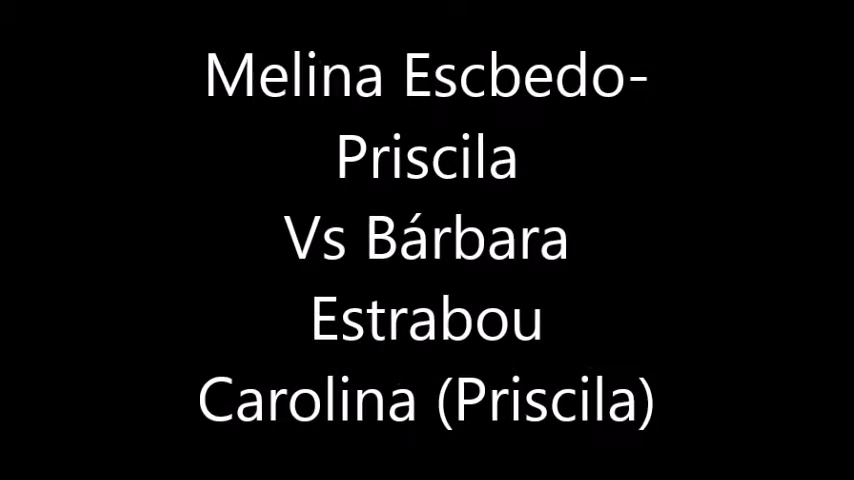 Melina Escbedo-
Priscila
Vs Bárbara
Estrabou
Carolina (Priscila)